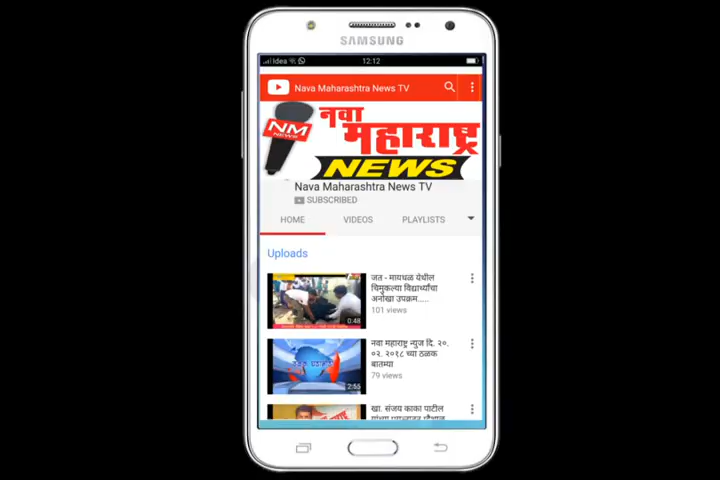 SAMSUNG
Idea
12:12
Nava Maharashtra News TV
NM
NEWS
नवा
महाराष्ट्र
NEWS
Nava Maharashtra News TV
SUBSCRIBED
HOME VIDEOS PLAYLISTS
Uploads
जत - मायथळ येथील
चिमुकल्या विद्यार्थ्यांचा
अनोखा उपक्रम.....
101 views
0:48
नवा महाराष्ट्र न्युज दि. २०.
०२. २०१८ च्या ठळक
बातम्या
79 views
2:55
खा. संजय काका पाटील